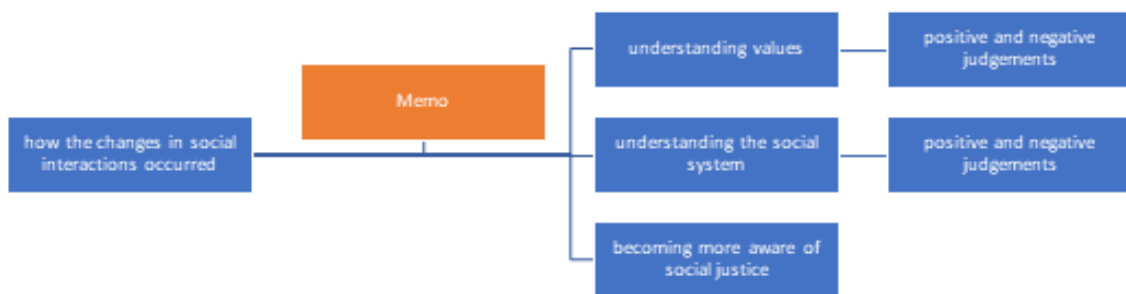 how the changes in social
interactions occurred
Memo
understanding values
positive and negative
judgements
understanding the social
system
positive and negative
judgements
becoming more aware of
social justice